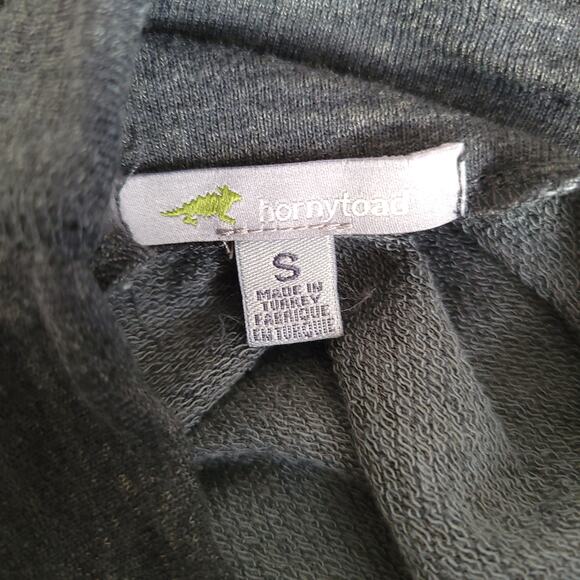 hornytoad
S
MADE IN
TURKEY
FABRIQUE
EN TURQUIE